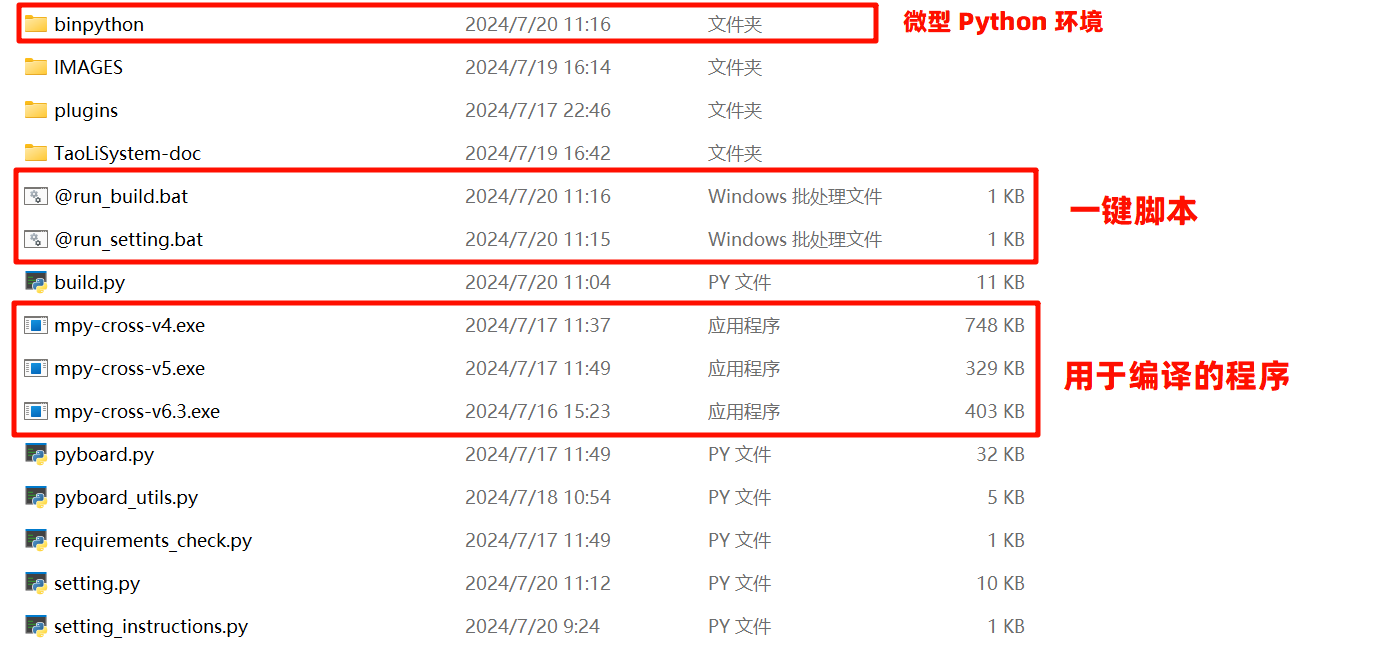 binpython 2024/7/20 11:16 文件夹 微型 Python 环境
IMAGES 2024/7/19 16:14 文件夹
plugins 2024/7/17 22:46 文件夹
TaoLiSystem-doc 2024/7/19 16:42 文件夹
@run_build.bat 2024/7/20 11:16 Windows 批处理文件 1 KB
一键脚本
@run_setting.bat 2024/7/20 11:15 Windows 批处理文件 1 KB
build.py 2024/7/20 11:04 PY 文件 11 KB
mpy-cross-v4.exe 2024/7/17 11:37 应用程序 748 KB
mpy-cross-v5.exe 2024/7/17 11:49 应用程序 329 KB
用于编译的程序
mpy-cross-v6.3.exe 2024/7/16 15:23 应用程序 403 KB
pyboard.py 2024/7/17 11:49 PY 文件 32 KB
pyboard_utils.py 2024/7/18 10:54 PY 文件 5 KB
requirements_check.py 2024/7/17 11:49 PY 文件 1 KB
setting.py 2024/7/20 11:12 PY 文件 10 KB
setting_instructions.py 2024/7/20 9:24 PY 文件 1 KB